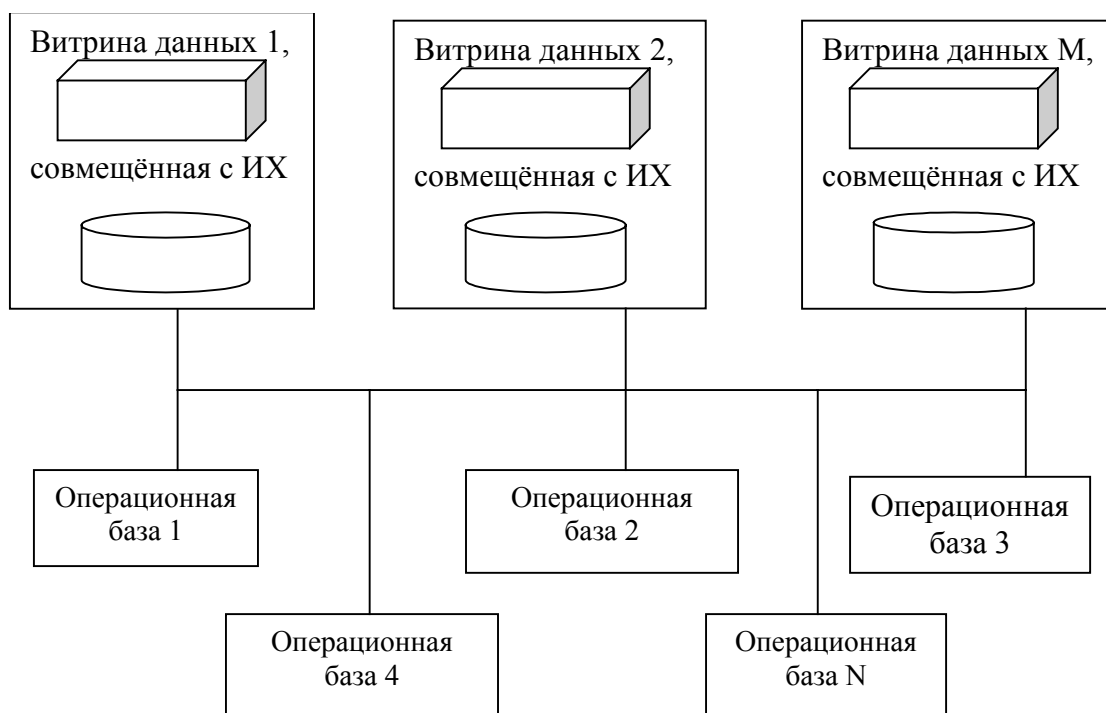 Витрина данных 1,
совмещённая с ИХ
Витрина данных 2,
совмещённая с ИХ
Витрина данных М,
совмещённая с ИХ
Операционная
база 1
Операционная
база 2
Операционная
база 3
Операционная
база 4
Операционная
база N